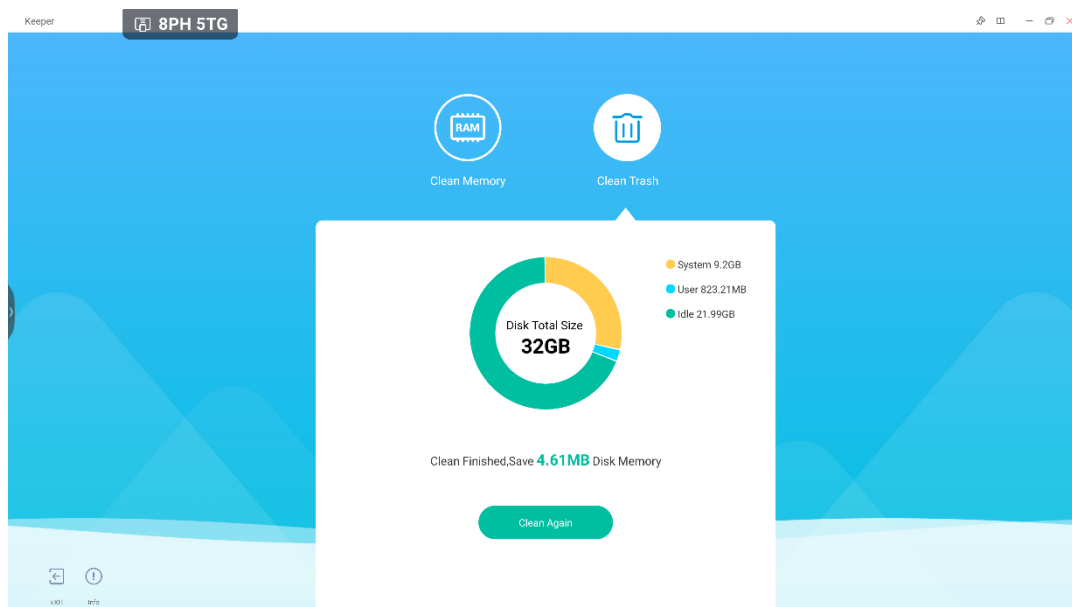 Keeper
8PH 5TG
RAM
Clean Memory
Clean Trash
System 9.2GB
User 823.21MB
Idle 21.99GB
Disk Total Size
32GB
Clean Finished,Save 4.61MB Disk Memory
Clean Again
EXIT
Info